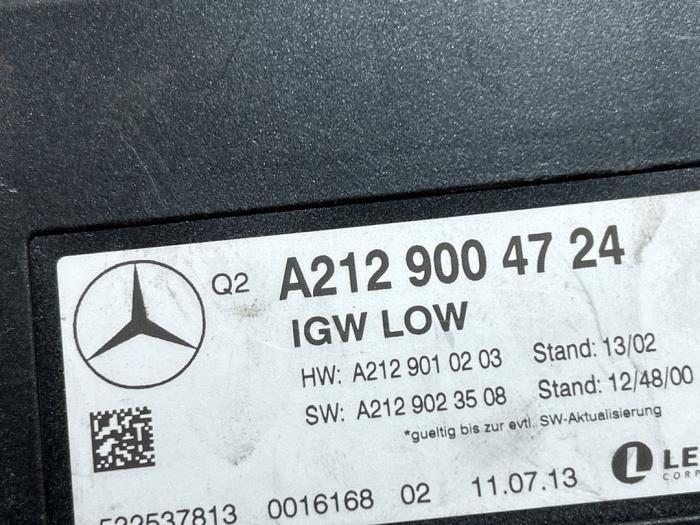 Q2 A212 900 47 24
IGW LOW
HW: A212 901 02 03 Stand: 13/02
SW: A212 902 35 08 Stand: 12/48/00
*gueltig bis zur evtl. SW-Aktualisierung
0016168 02 11.07.13